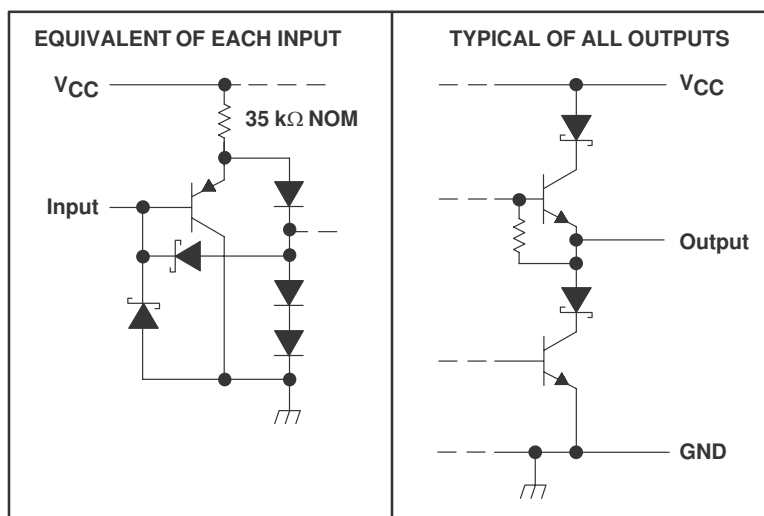 EQUIVALENT OF EACH INPUT
VCC
35 kΩ NOM
Input
TYPICAL OF ALL OUTPUTS
VCC
Output
GND